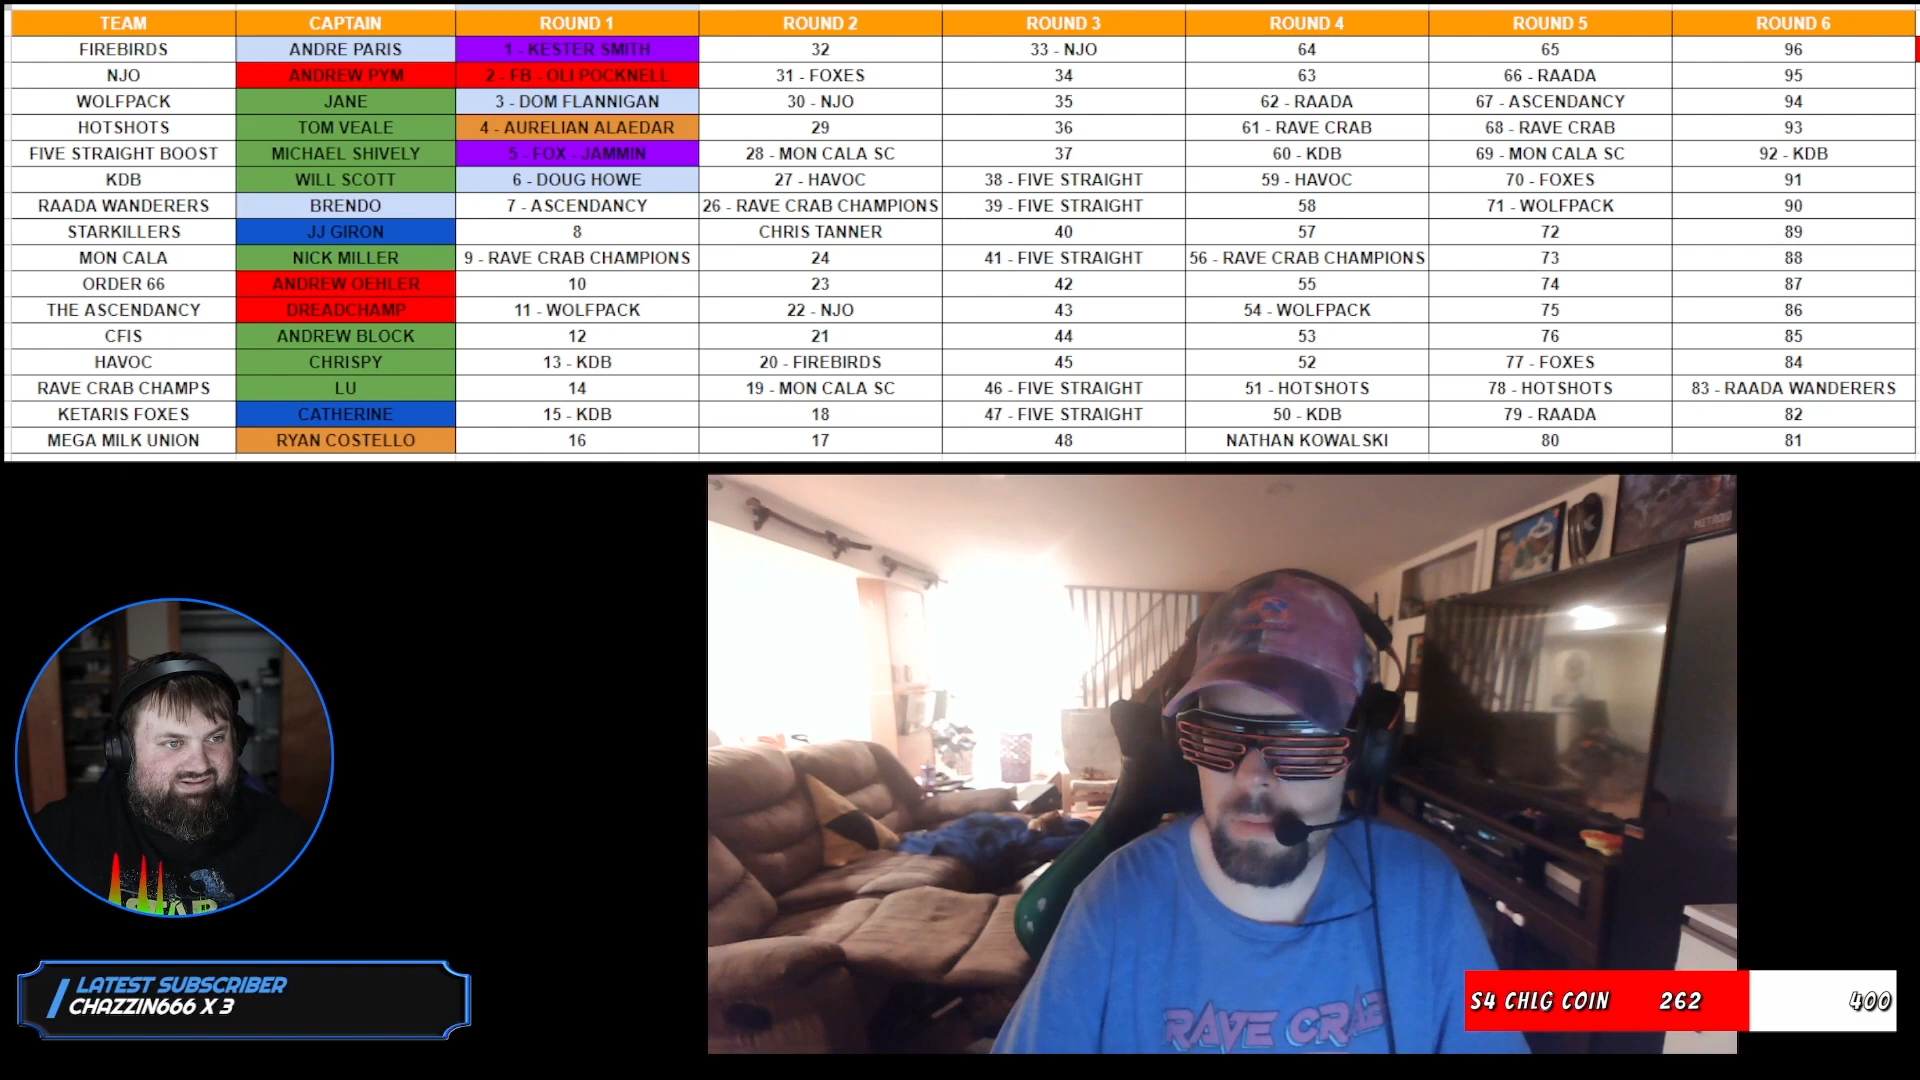 TEAM CAPTAIN ROUND 1 ROUND 2 ROUND 3 ROUND 4 ROUND 5 ROUND 6
FIREBIRDS ANDRE PARIS 1 - KESTER SMITH 32 33 - NJO 64 65 96
NJO ANDREW PYM 2 - FB - OLI POCKNELL 31 - FOXES 34 63 66 - RAADA 95
WOLFPACK JANE 3 - DOM FLANNIGAN 30 - NJO 35 62 - RAADA 67 - ASCENDANCY 94
HOTSHOTS TOM VEALE 4 - AURELIAN ALAEDAR 29 36 61 - RAVE CRAB 68 - RAVE CRAB 93
FIVE STRAIGHT BOOST MICHAEL SHIVELY 5 - FOX - JAMMIN 28 - MON CALA SC 37 60 - KDB 69 - MON CALA SC 92 - KDB
KDB WILL SCOTT 6 - DOUG HOWE 27 - HAVOC 38 - FIVE STRAIGHT 59 - HAVOC 70 - FOXES 91
RAADA WANDERERS BRENDO 7 - ASCENDANCY 26 - RAVE CRAB CHAMPIONS 39 - FIVE STRAIGHT 58 71 - WOLFPACK 90
STARKILLERS JJ GIRON 8 CHRIS TANNER 40 57 72 89
MON CALA NICK MILLER 9 - RAVE CRAB CHAMPIONS 24 41 - FIVE STRAIGHT 56 - RAVE CRAB CHAMPIONS 73 88
ORDER 66 ANDREW OEHLER 10 23 42 55 74 87
THE ASCENDANCY DREADCHAMP 11 - WOLFPACK 22 - NJO 43 54 - WOLFPACK 75 86
CFIS ANDREW BLOCK 12 21 44 53 76 85
HAVOC CHRISPY 13 - KDB 20 - FIREBIRDS 45 52 77 - FOXES 84
RAVE CRAB CHAMPS LU 14 19 - MON CALA SC 46 - FIVE STRAIGHT 51 - HOTSHOTS 78 - HOTSHOTS 83 - RAADA WANDERERS
KETARIS FOXES CATHERINE 15 - KDB 18 47 - FIVE STRAIGHT 50 - KDB 79 - RAADA 82
MEGA MILK UNION RYAN COSTELLO 16 17 48 NATHAN KOWALSKI 80 81
METROID
LATEST SUBSCRIBER
CHAZZIN666 X 3
RAVE CRAB
S4 CHLG COIN 262 400